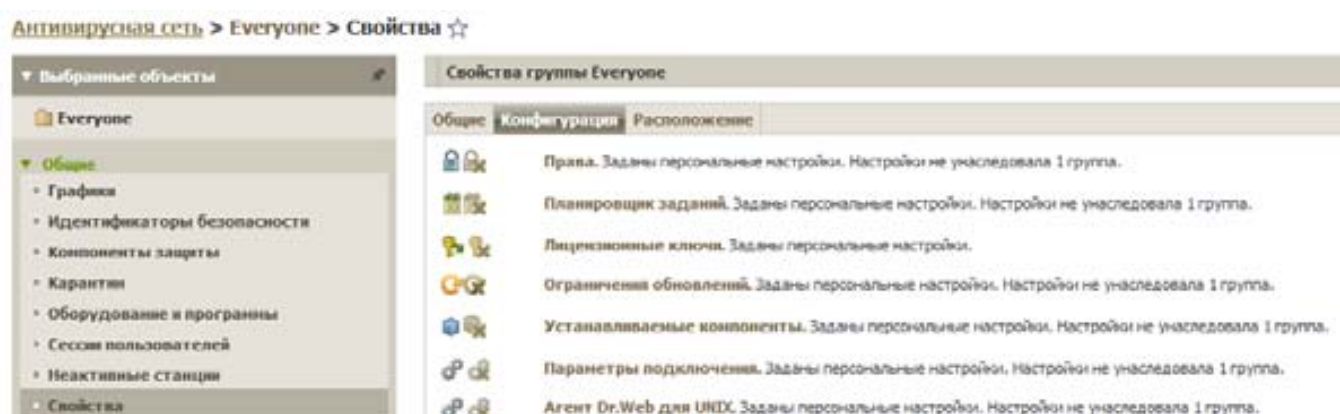 Антивирусная сеть > Everyone > Свойства ☆
Выбранные объекты
Everyone
Общие
Графики
Идентификаторы безопасности
Компоненты защиты
Карантин
Оборудование и программы
Сессии пользователей
Неактивные станции
Свойства
Свойства группы Everyone
Общие Конфигурация Расположение
Права. Заданы персональные настройки. Настройки не унаследовала 1 группа.
Планировщик заданий. Заданы персональные настройки. Настройки не унаследовала 1 группа.
Лицензионные ключи. Заданы персональные настройки.
Ограничения обновлений. Заданы персональные настройки. Настройки не унаследовала 1 группа.
Устанавливаемые компоненты. Заданы персональные настройки. Настройки не унаследовала 1 группа.
Параметры подключения. Заданы персональные настройки. Настройки не унаследовала 1 группа.
Агент Dr.Web для UNIX. Заданы персональные настройки. Настройки не унаследовала 1 группа.